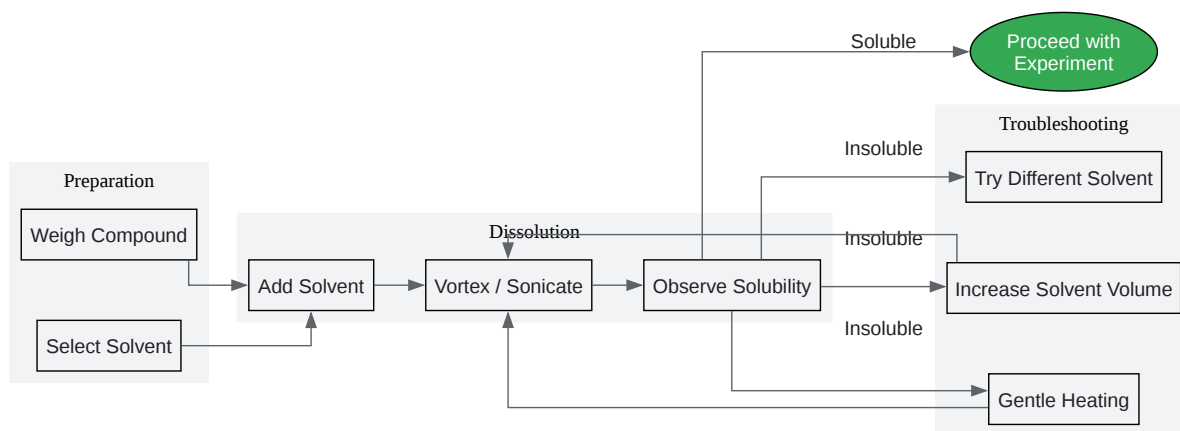 Soluble
Proceed with
Experiment
Troubleshooting
Insoluble
Try Different Solvent
Preparation
Weigh Compound
Dissolution
Insoluble
Add Solvent
Vortex / Sonicate
Observe Solubility
Increase Solvent Volume
Insoluble
Select Solvent
Gentle Heating